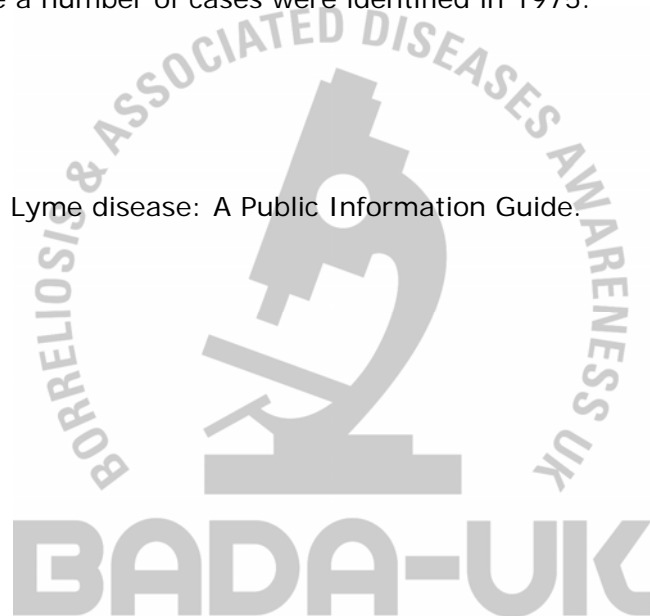 e a number of cases were identified in 1975.
BORRELIOSIS & ASSOCIATED DISEASES AWARENESS UK
Lyme disease: A Public Information Guide.
BADA-UK